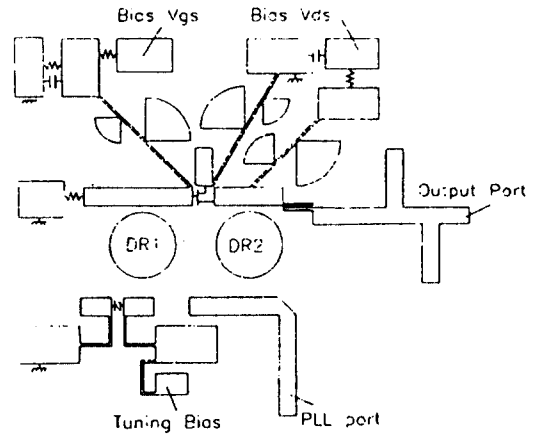 Bias Vgs
Bias Vds
Output Port
DR1
DR2
Tuning Bias
PLL port